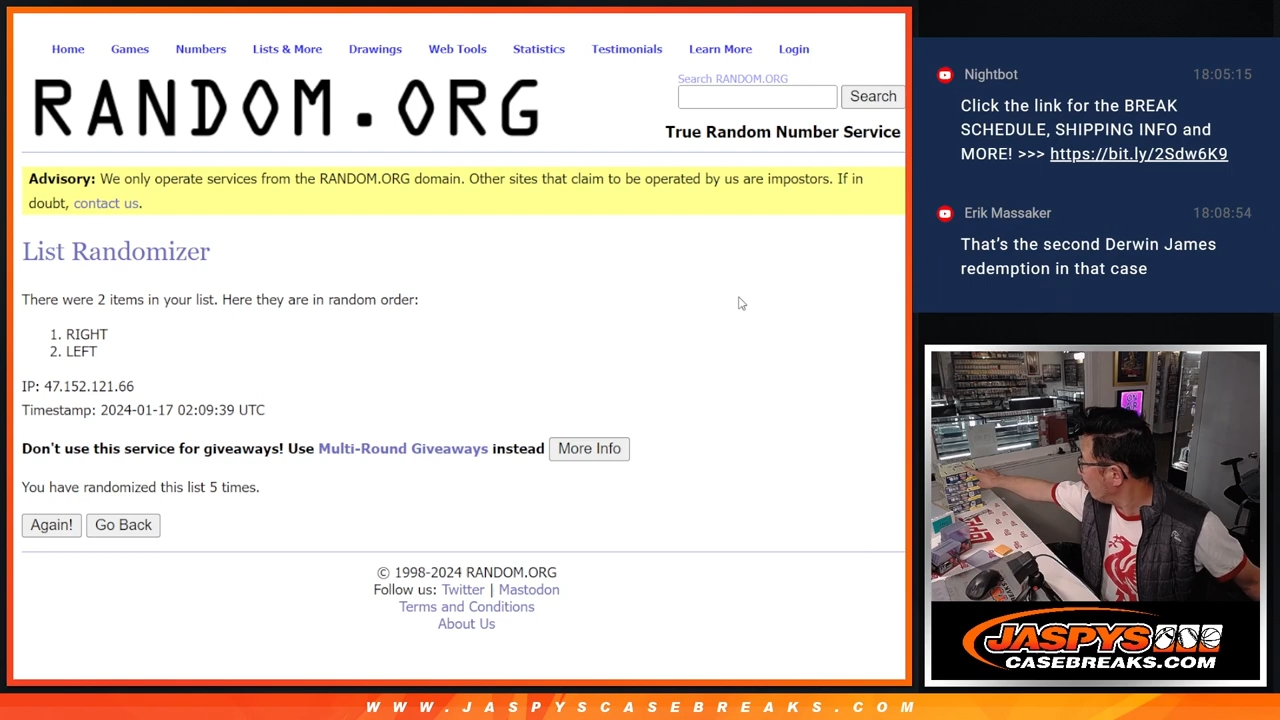 Home Games Numbers Lists & More Drawings Web Tools Statistics Testimonials Learn More Login
RANDOM.ORG
Search RANDOM.ORG
Search
True Random Number Service
Advisory: We only operate services from the RANDOM.ORG domain. Other sites that claim to be operated by us are impostors. If in
doubt, contact us.
List Randomizer
There were 2 items in your list. Here they are in random order:
1. RIGHT
2. LEFT
IP: 47.152.121.66
Timestamp: 2024-01-17 02:09:39 UTC
Don't use this service for giveaways! Use Multi-Round Giveaways instead More Info
You have randomized this list 5 times.
Again! Go Back
© 1998-2024 RANDOM.ORG
Follow us: Twitter | Mastodon
Terms and Conditions
About Us
Nightbot 18:05:15
Click the link for the BREAK
SCHEDULE, SHIPPING INFO and
MORE! >>> https://bit.ly/2Sdw6K9
Erik Massaker 18:08:54
That’s the second Derwin James
redemption in that case
JASPYS
CASEBREAKS.COM
WWW.JASPYSCASEBREAKS.COM